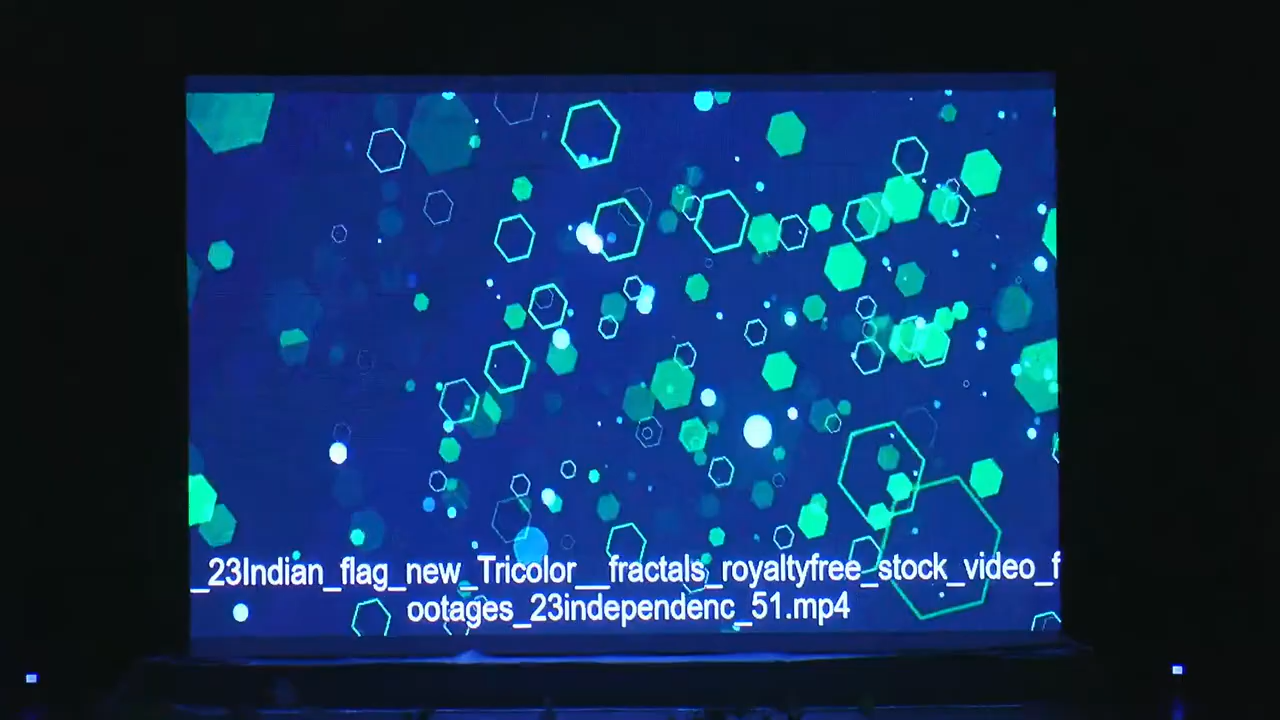 _23Indian_flag_new_Tricolor__fractals_royaltyfree_stock_video_f
ootages_23independenc_51.mp4